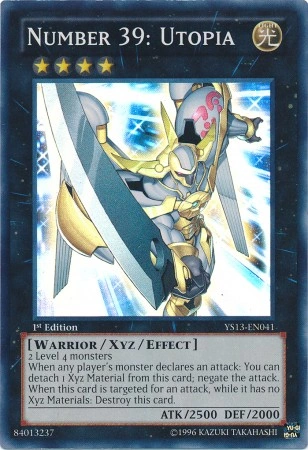 NUMBER 39: UTOPIA
光
1st Edition
YS13-EN041
[WARRIOR / XYZ / EFFECT]
2 Level 4 monsters
When any player's monster declares an attack: You can
detach 1 Xyz Material from this card; negate the attack.
When this card is targeted for an attack, while it has no
Xyz Materials: Destroy this card.
ATK/2500 DEF/2000
84013237
©1996 KAZUKI TAKAHASHI